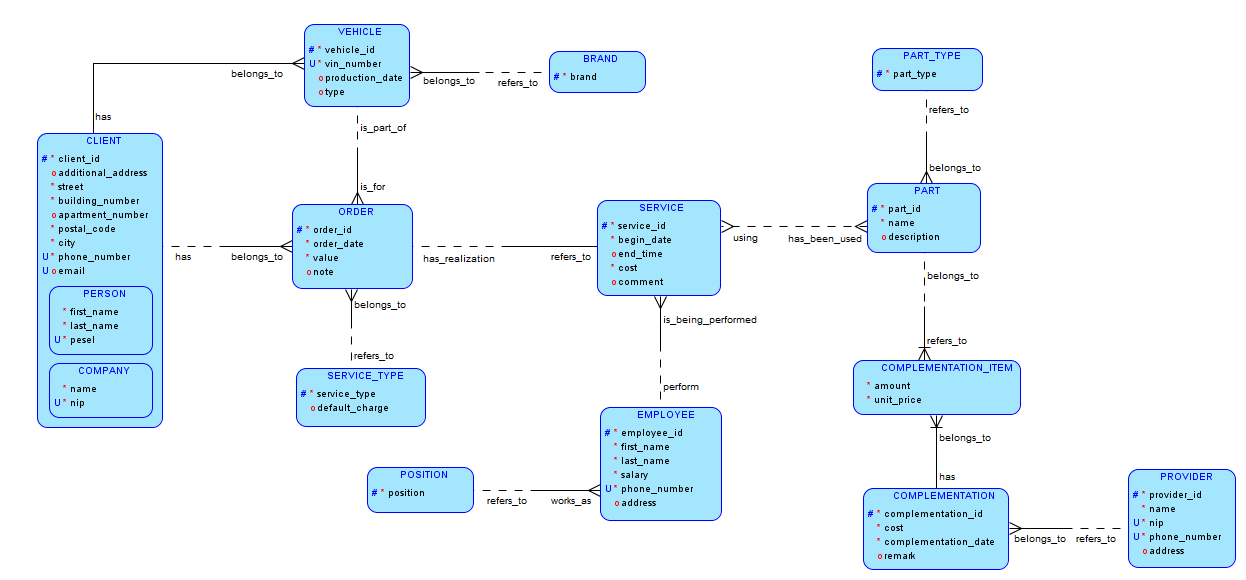 VEHICLE
# * vehicle_id
U * vin_number
o production_date
o type
belongs_to
belongs_to
refers_to
BRAND
# * brand
PART_TYPE
# * part_type
refers_to
belongs_to
has
is_part_of
is_for
CLIENT
# * client_id
o additional_address
* street
* building_number
o apartment_number
* postal_code
* city
U * phone_number
U o email
PERSON
* first_name
* last_name
U * pesel
COMPANY
* name
U * nip
has
belongs_to
ORDER
# * order_id
* order_date
* value
o note
has_realization
refers_to
SERVICE
# * service_id
* begin_date
o end_time
* cost
o comment
using
has_been_used
PART
# * part_id
* name
o description
belongs_to
refers_to
belongs_to
refers_to
SERVICE_TYPE
# * service_type
o default_charge
is_being_performed
perform
COMPLEMENTATION_ITEM
* amount
* unit_price
belongs_to
has
EMPLOYEE
# * employee_id
* first_name
* last_name
* salary
U * phone_number
o address
POSITION
# * position
refers_to
works_as
COMPLEMENTATION
# * complementation_id
* cost
* complementation_date
o remark
belongs_to
refers_to
PROVIDER
# * provider_id
* name
U * nip
U * phone_number
o address